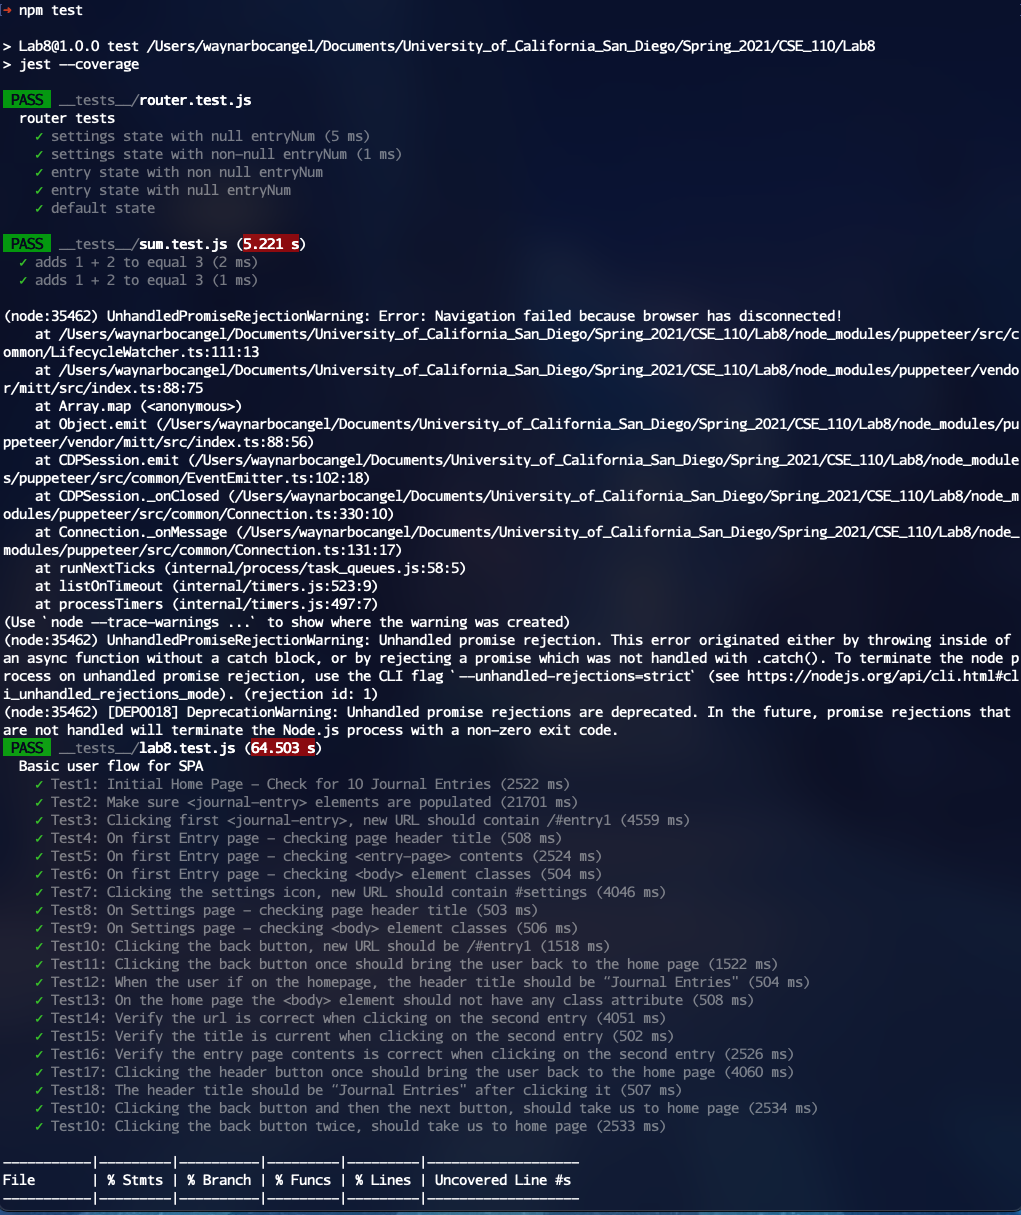 → npm test
> Lab8@1.0.0 test /Users/waynarbocangel/Documents/University_of_California_San_Diego/Spring_2021/CSE_110/Lab8
> jest --coverage
PASS __tests__/router.test.js
router tests
✓ settings state with null entryNum (5 ms)
✓ settings state with non-null entryNum (1 ms)
✓ entry state with non null entryNum
✓ entry state with null entryNum
✓ default state
PASS __tests__/sum.test.js (5.221 s)
✓ adds 1 + 2 to equal 3 (2 ms)
✓ adds 1 + 2 to equal 3 (1 ms)
(node:35462) UnhandledPromiseRejectionWarning: Error: Navigation failed because browser has disconnected!
at /Users/waynarbocangel/Documents/University_of_California_San_Diego/Spring_2021/CSE_110/Lab8/node_modules/puppeteer/src/c
ommon/LifecycleWatcher.ts:111:13
at /Users/waynarbocangel/Documents/University_of_California_San_Diego/Spring_2021/CSE_110/Lab8/node_modules/puppeteer/vendo
r/mitt/src/index.ts:88:75
at Array.map (<anonymous>)
at Object.emit (/Users/waynarbocangel/Documents/University_of_California_San_Diego/Spring_2021/CSE_110/Lab8/node_modules/pu
ppeteer/vendor/mitt/src/index.ts:88:56)
at CDPSession.emit (/Users/waynarbocangel/Documents/University_of_California_San_Diego/Spring_2021/CSE_110/Lab8/node_module
s/puppeteer/src/common/EventEmitter.ts:102:18)
at CDPSession._onClosed (/Users/waynarbocangel/Documents/University_of_California_San_Diego/Spring_2021/CSE_110/Lab8/node_m
odules/puppeteer/src/common/Connection.ts:330:10)
at Connection._onMessage (/Users/waynarbocangel/Documents/University_of_California_San_Diego/Spring_2021/CSE_110/Lab8/node_
modules/puppeteer/src/common/Connection.ts:131:17)
at runNextTicks (internal/process/task_queues.js:58:5)
at listOnTimeout (internal/timers.js:523:9)
at processTimers (internal/timers.js:497:7)
(Use `node --trace-warnings ...` to show where the warning was created)
(node:35462) UnhandledPromiseRejectionWarning: Unhandled promise rejection. This error originated either by throwing inside of
an async function without a catch block, or by rejecting a promise which was not handled with .catch(). To terminate the node p
rocess on unhandled promise rejection, use the CLI flag `--unhandled-rejections=strict` (see https://nodejs.org/api/cli.html#cl
i_unhandled_rejections_mode). (rejection id: 1)
(node:35462) [DEP0018] DeprecationWarning: Unhandled promise rejections are deprecated. In the future, promise rejections that
are not handled will terminate the Node.js process with a non-zero exit code.
PASS __tests__/lab8.test.js (64.503 s)
Basic user flow for SPA
✓ Test1: Initial Home Page - Check for 10 Journal Entries (2522 ms)
✓ Test2: Make sure <journal-entry> elements are populated (21701 ms)
✓ Test3: Clicking first <journal-entry>, new URL should contain /#entry1 (4559 ms)
✓ Test4: On first Entry page - checking page header title (508 ms)
✓ Test5: On first Entry page - checking <entry-page> contents (2524 ms)
✓ Test6: On first Entry page - checking <body> element classes (504 ms)
✓ Test7: Clicking the settings icon, new URL should contain #settings (4046 ms)
✓ Test8: On Settings page - checking page header title (503 ms)
✓ Test9: On Settings page - checking <body> element classes (506 ms)
✓ Test10: Clicking the back button, new URL should be /#entry1 (1518 ms)
✓ Test11: Clicking the back button once should bring the user back to the home page (1522 ms)
✓ Test12: When the user if on the homepage, the header title should be “Journal Entries" (504 ms)
✓ Test13: On the home page the <body> element should not have any class attribute (508 ms)
✓ Test14: Verify the url is correct when clicking on the second entry (4051 ms)
✓ Test15: Verify the title is current when clicking on the second entry (502 ms)
✓ Test16: Verify the entry page contents is correct when clicking on the second entry (2526 ms)
✓ Test17: Clicking the header button once should bring the user back to the home page (4060 ms)
✓ Test18: The header title should be “Journal Entries" after clicking it (507 ms)
✓ Test10: Clicking the back button and then the next button, should take us to home page (2534 ms)
✓ Test10: Clicking the back button twice, should take us to home page (2533 ms)
-----------|---------|----------|---------|---------|-------------------
File | % Stmts | % Branch | % Funcs | % Lines | Uncovered Line #s
-----------|---------|----------|---------|---------|-------------------